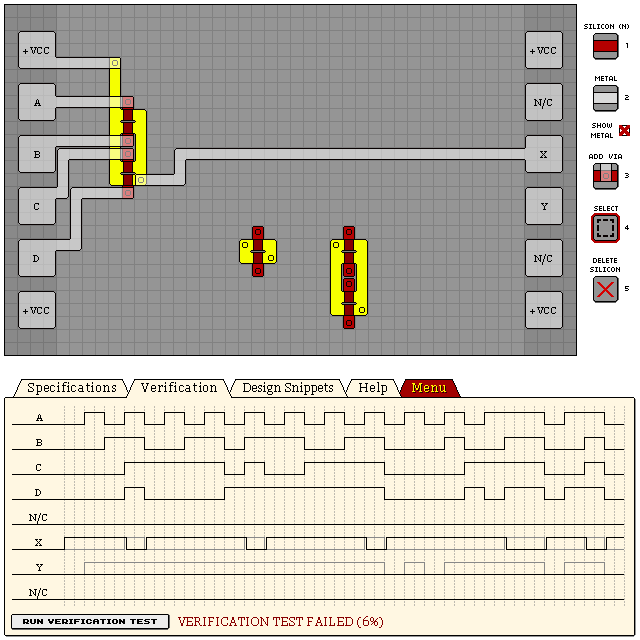 SILICON (N)
+VCC
+VCC
1
METAL
A
N/C
2
SHOW
METAL
B
X
ADD VIA
3
C
Y
SELECT
4
D
N/C
DELETE
SILICON
+VCC
+VCC
5
Specifications
Verification
Design Snippets
Help
Menu
A
B
C
D
N/C
X
Y
N/C
RUN VERIFICATION TEST
VERIFICATION TEST FAILED (6%)